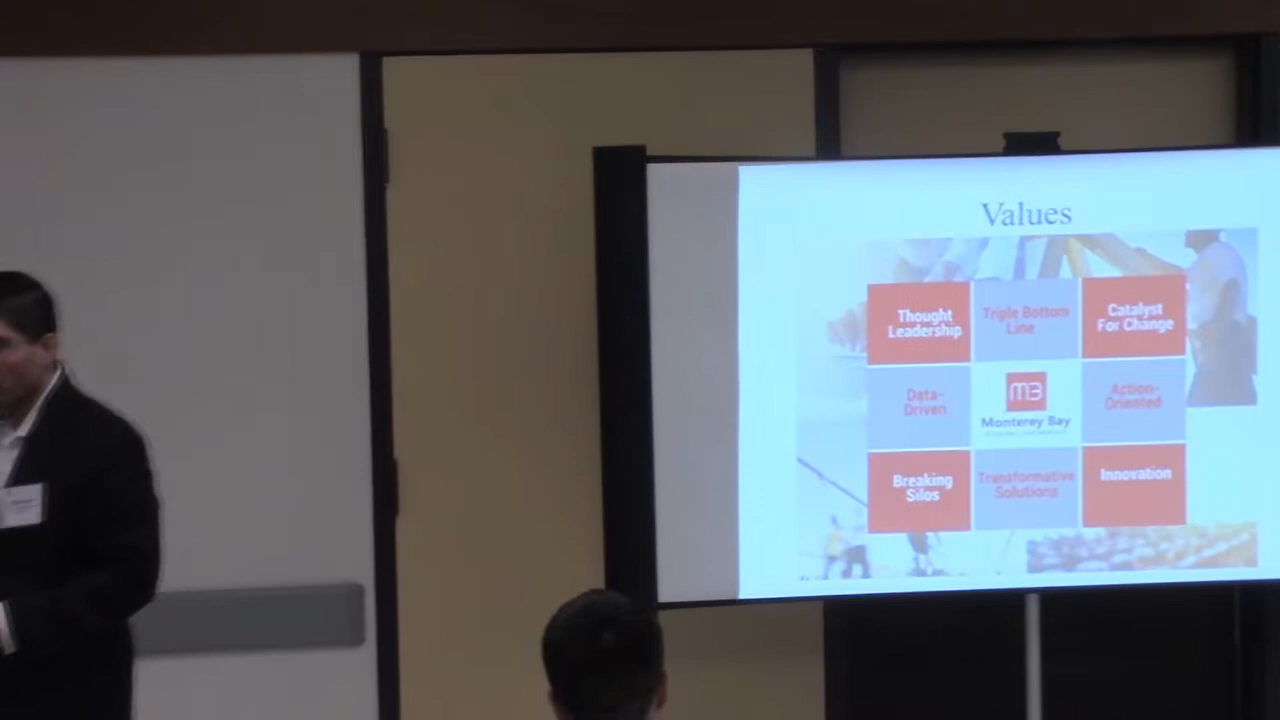 Values
Thought
Leadership
Triple Bottom
Line
Catalyst
For Change
Data-
Driven
M3
Monterey Bay
Action-
Oriented
Breaking
Silos
Transformative
Solutions
Innovation